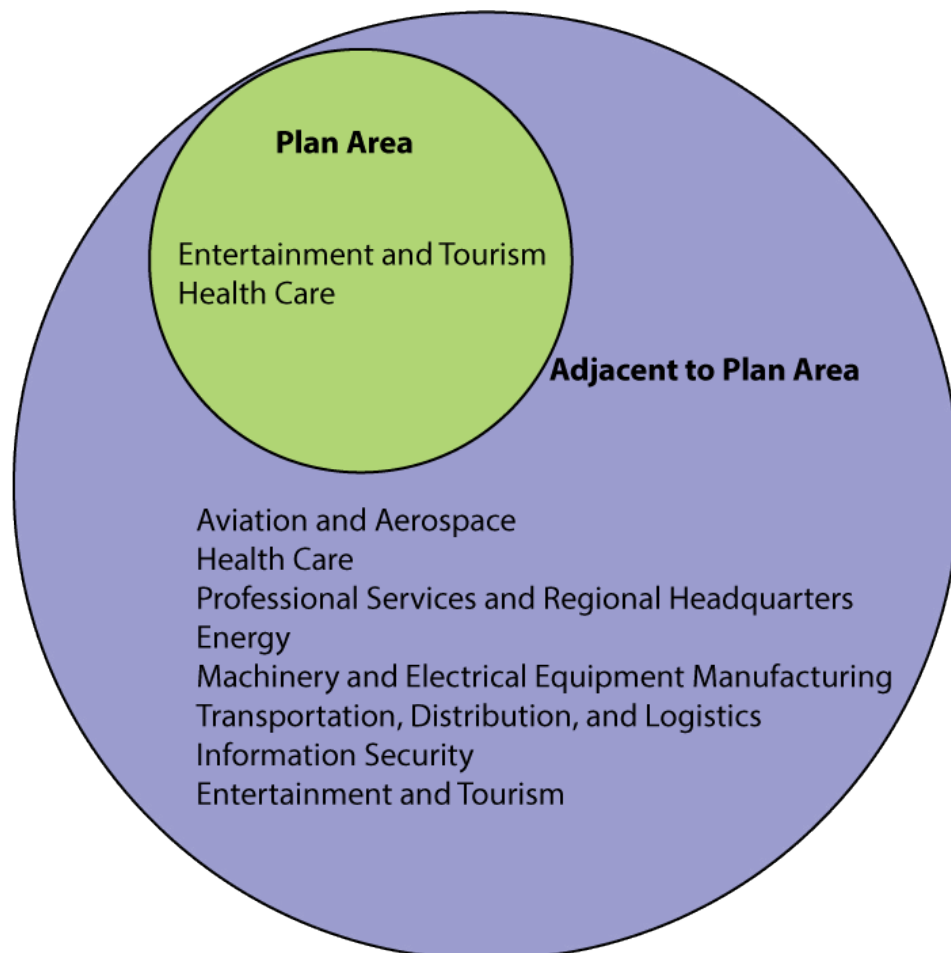 Plan Area
Entertainment and Tourism
Health Care
Adjacent to Plan Area
Aviation and Aerospace
Health Care
Professional Services and Regional Headquarters
Energy
Machinery and Electrical Equipment Manufacturing
Transportation, Distribution, and Logistics
Information Security
Entertainment and Tourism